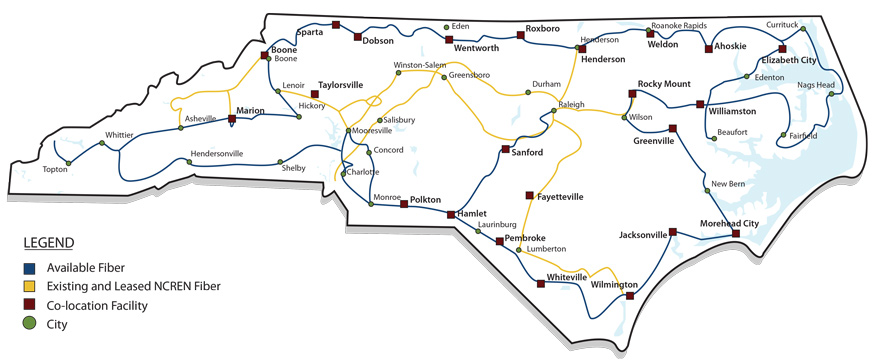 Sparta
Eden
Roxboro
Roanoke Rapids
Currituck
Dobson
Wentworth
Henderson
Weldon
Ahoskie
Boone
Boone
Henderson
Elizabeth City
Winston-Salem
Greensboro
Edenton
Lenoir
Taylorsville
Durham
Rocky Mount
Nags Head
Hickory
Raleigh
Marion
Asheville
Salisbury
Wilson
Williamston
Whittier
Mooresville
Greenville
Beaufort
Fairfield
Hendersonville
Concord
Sanford
Topton
Shelby
Charlotte
New Bern
Monroe
Polkton
Fayetteville
Hamlet
Laurinburg
Morehead City
Jacksonville
Pembroke
Lumberton
Whiteville
Wilmington
LEGEND
Available Fiber
Existing and Leased NCREN Fiber
Co-location Facility
City